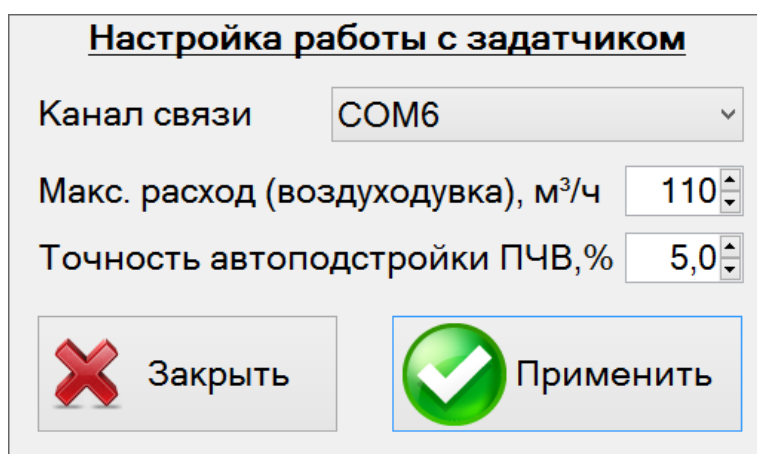 Настройка работы с задатчиком
Канал связи COM6
Макс. расход (воздуходувка), м³/ч 110
Точность автоподстройки ПЧВ,% 5,0
Закрыть Применить